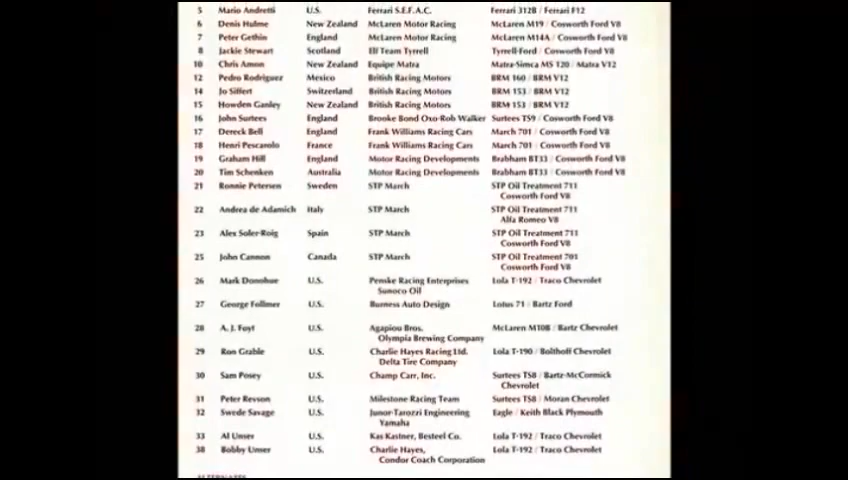 5 Mario Andretti U.S. Ferrari S.E.F.A.C. Ferrari 312B / Ferrari F12
6 Denis Hulme New Zealand McLaren Motor Racing McLaren M19 / Cosworth Ford V8
7 Peter Gethin England McLaren Motor Racing McLaren M14A / Cosworth Ford V8
8 Jackie Stewart Scotland Elf Team Tyrrell Tyrrell-Ford / Cosworth Ford V8
10 Chris Amon New Zealand Equipe Matra Matra-Simca MS 120 / Matra V12
12 Pedro Rodriguez Mexico British Racing Motors BRM 160 / BRM V12
14 Jo Siffert Switzerland British Racing Motors BRM 153 / BRM V12
15 Howden Ganley New Zealand British Racing Motors BRM 153 / BRM V12
16 John Surtees England Brooke Bond Oxo-Rob Walker Surtees TS9 / Cosworth Ford V8
17 Dereck Bell England Frank Williams Racing Cars March 701 / Cosworth Ford V8
18 Henri Pescarolo France Frank Williams Racing Cars March 701 / Cosworth Ford V8
19 Graham Hill England Motor Racing Developments Brabham BT33 / Cosworth Ford V8
20 Tim Schenken Australia Motor Racing Developments Brabham BT33 / Cosworth Ford V8
21 Ronnie Petersen Sweden STP March STP Oil Treatment 711
Cosworth Ford V8
22 Andrea de Adamich Italy STP March STP Oil Treatment 711
Alfa Romeo V8
23 Alex Soler-Roig Spain STP March STP Oil Treatment 711
Cosworth Ford V8
25 John Cannon Canada STP March STP Oil Treatment 701
Cosworth Ford V8
26 Mark Donohue U.S. Penske Racing Enterprises Lola T-192 / Traco Chevrolet
Sunoco Oil
27 George Follmer U.S. Burness Auto Design Lotus 71 / Bartz Ford
28 A. J. Foyt U.S. Agapiou Bros. McLaren M10B / Bartz Chevrolet
Olympia Brewing Company
29 Ron Grable U.S. Charlie Hayes Racing Ltd. Lola T-190 / Bolthoff Chevrolet
Delta Tire Company
30 Sam Posey U.S. Champ Carr, Inc. Surtees TS8 / Bartz-McCormick
Chevrolet
31 Peter Revson U.S. Milestone Racing Team Surtees TS8 / Moran Chevrolet
32 Swede Savage U.S. Junor-Tarozzi Engineering Eagle / Keith Black Plymouth
Yamaha
33 Al Unser U.S. Kas Kastner, Besteel Co. Lola T-192 / Traco Chevrolet
38 Bobby Unser U.S. Charlie Hayes, Lola T-192 / Traco Chevrolet
Condor Coach Corporation